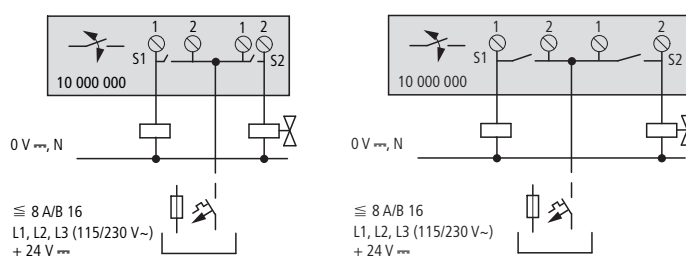 1 2 1 2
S1 S2
10 000 000
0 V ⎓, N
≦ 8 A/B 16
L1, L2, L3 (115/230 V~)
+ 24 V ⎓
1 2 1 2
S1 S2
10 000 000
0 V ⎓, N
≦ 8 A/B 16
L1, L2, L3 (115/230 V~)
+ 24 V ⎓